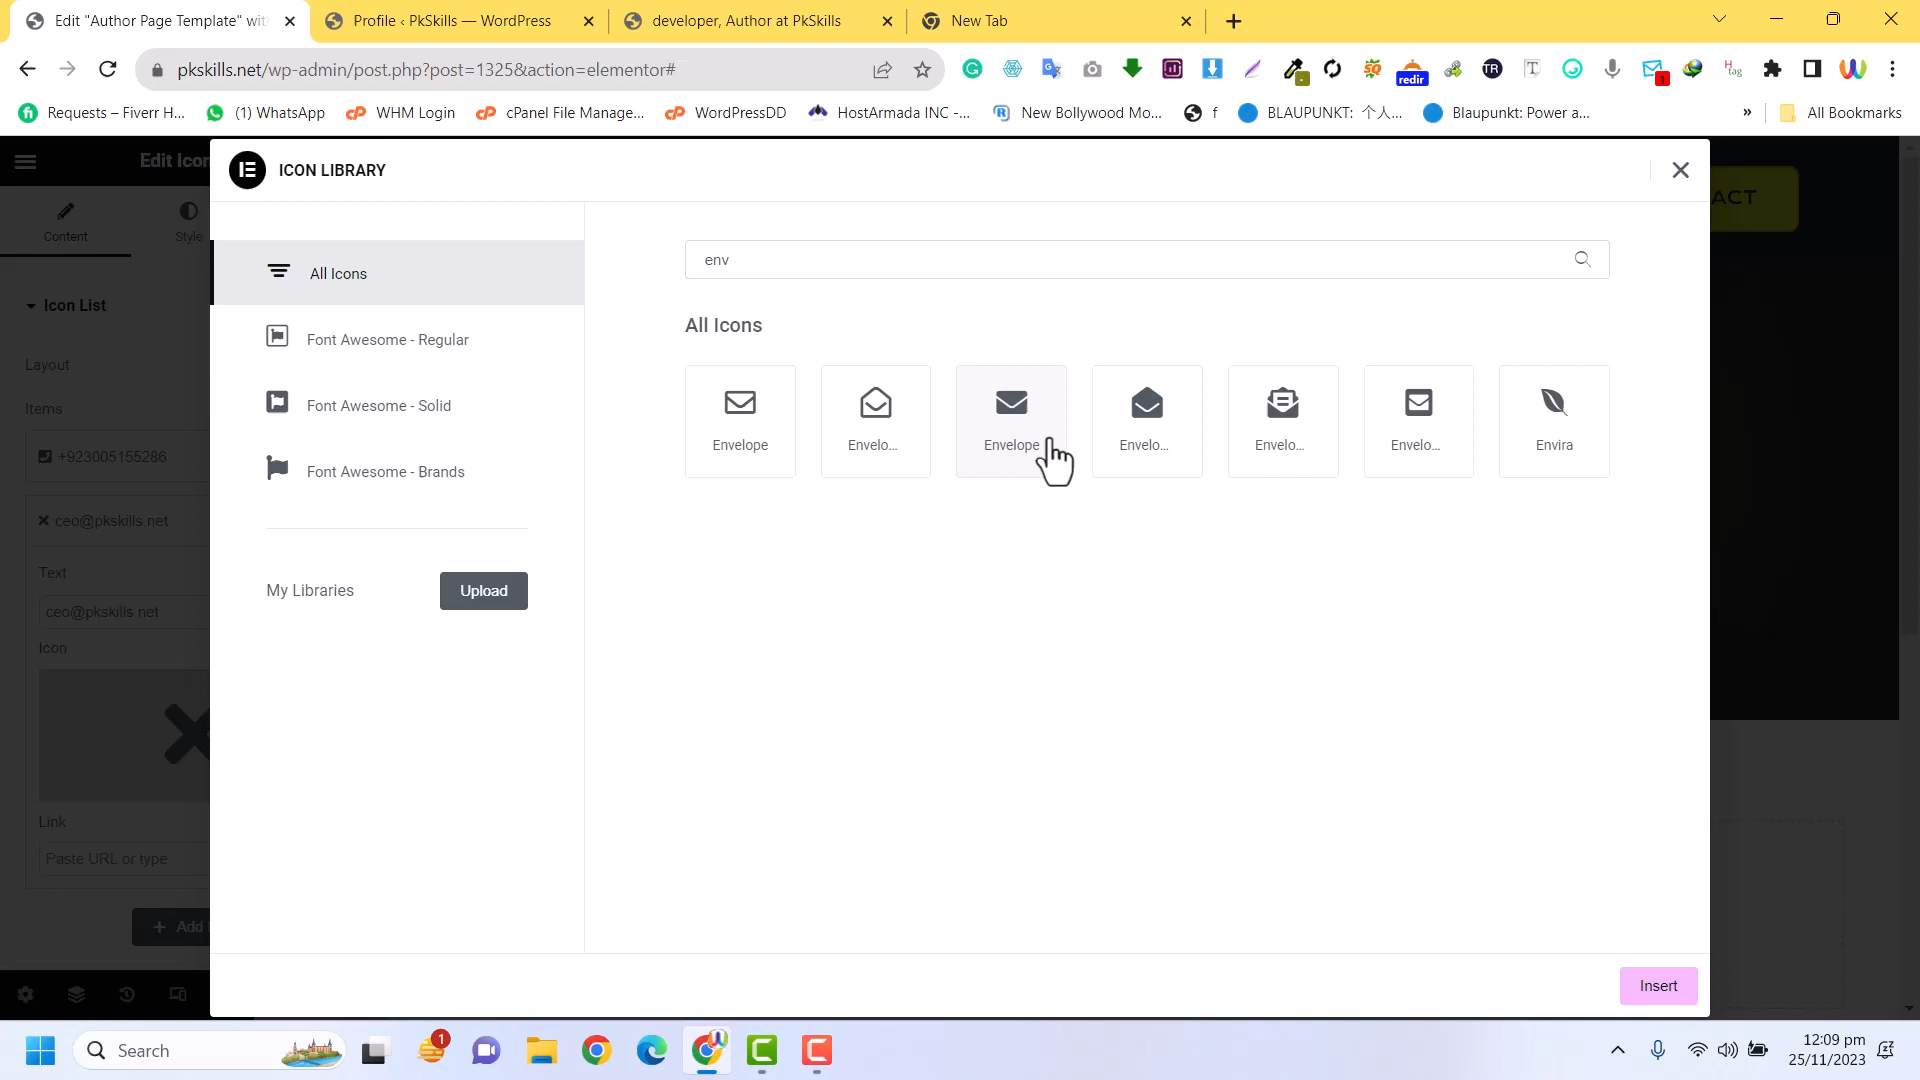 Edit "Author Page Template" wit
Profile ‹ PkSkills — WordPress
developer, Author at PkSkills
New Tab
pkskills.net/wp-admin/post.php?post=1325&action=elementor#
redir
TR
T
1
H
tag
Requests – Fiverr H...
(1) WhatsApp
WHM Login
cPanel File Manage...
WordPressDD
HostArmada INC -...
New Bollywood Mo...
f
BLAUPUNKT: 个人...
Blaupunkt: Power a...
»
All Bookmarks
Edit Icon
ICON LIBRARY
ACT
Content
Style
All Icons
env
Icon List
Font Awesome - Regular
All Icons
Layout
Items
Font Awesome - Solid
Envelope
Envelo...
Envelope
Envelo...
Envelo...
Envelo...
Envira
+923005155286
Font Awesome - Brands
ceo@pkskills.net
Text
My Libraries
Upload
ceo@pkskills.net
Icon
Link
Paste URL or type
+ Add
Insert
Search
1
12:09 pm
25/11/2023